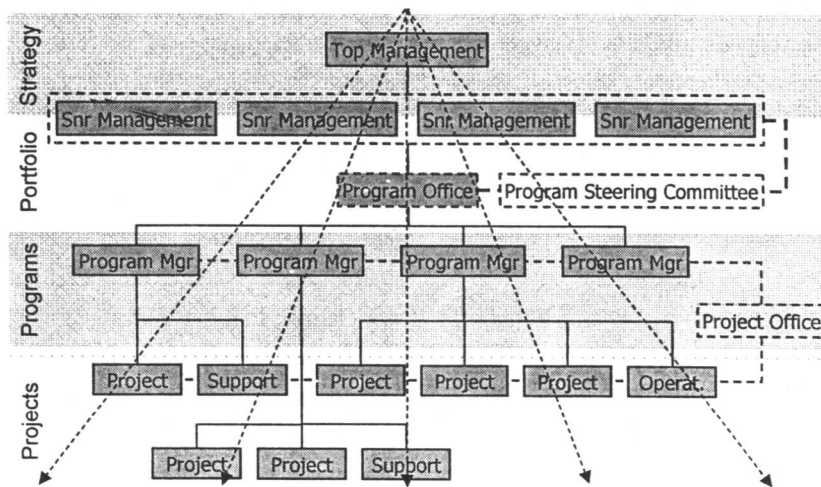 Strategy
Top Management
Snr Management
Snr Management
Snr Management
Snr Management
Portfolio
Program Office
Program Steering Committee
Programs
Program Mgr
Program Mgr
Program Mgr
Program Mgr
Project Office
Project
Support
Project
Project
Project
Operat.
Projects
Project
Project
Support